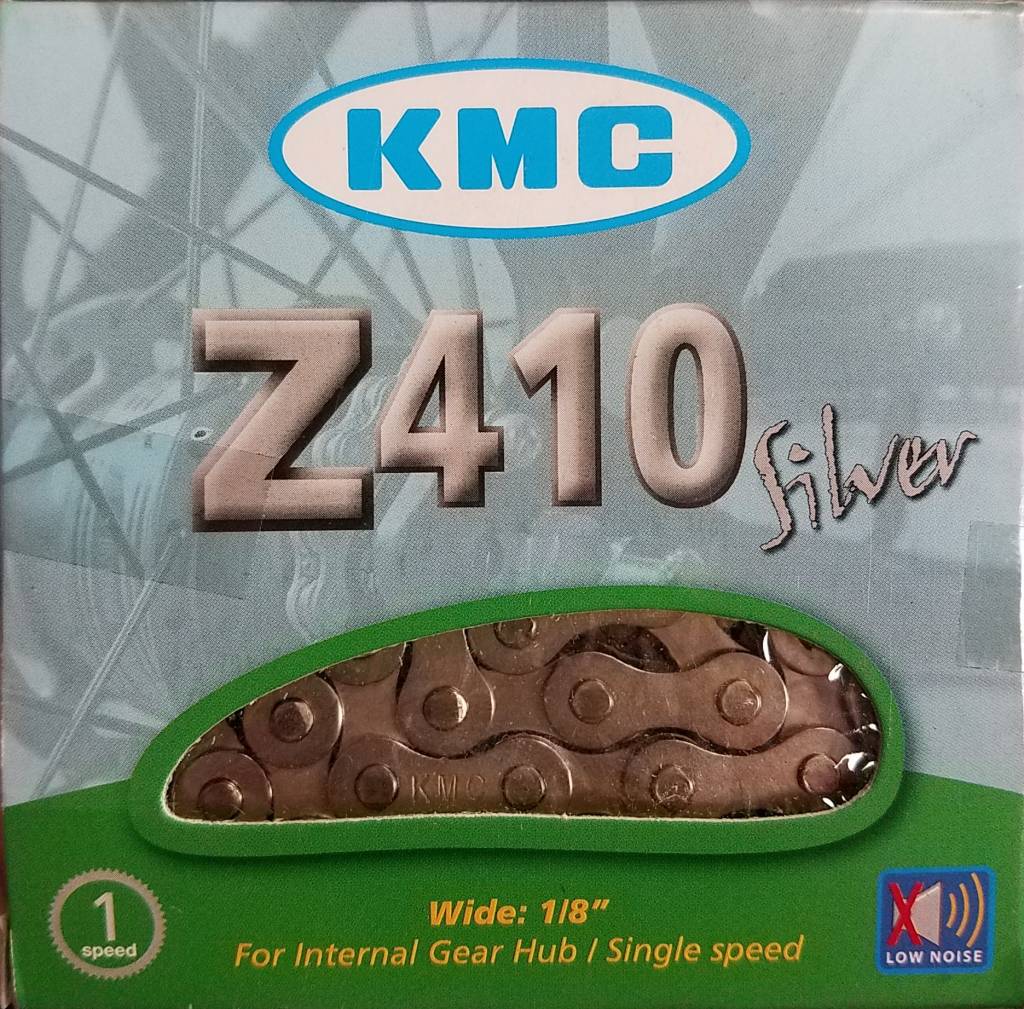 KMC
Z410
Silver
KMC
1
speed
Wide: 1/8"
For Internal Gear Hub / Single speed
X
LOW NOISE